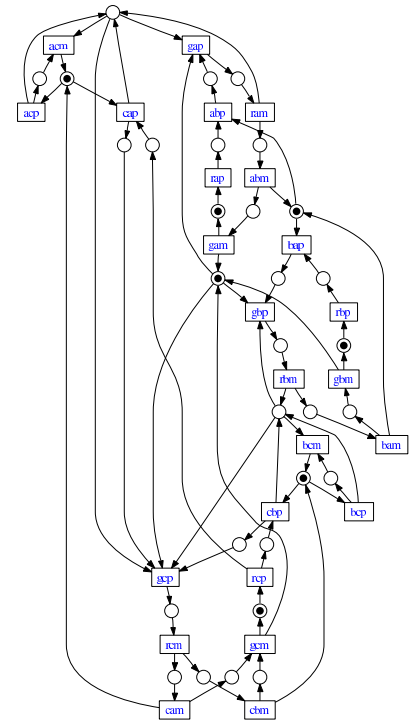 acm
gap
acp
cap
abp
ram
rap
abm
gam
bap
gbp
rbp
rbm
gbm
bcm
bam
cbp
bcp
gcp
rcp
rcm
gcm
cam
cbm